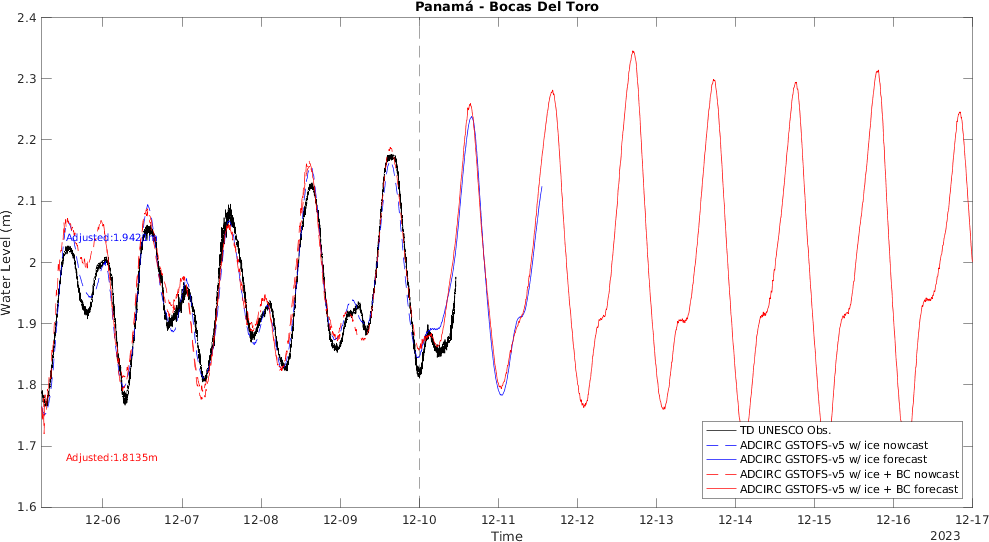 Panamá - Bocas Del Toro
2.4
2.3
2.2
2.1
2
1.9
1.8
1.7
1.6
Water Level (m)
Adjusted:1.8135m
TD UNESCO Obs.
ADCIRC GSTOFS-v5 w/ ice nowcast
ADCIRC GSTOFS-v5 w/ ice forecast
ADCIRC GSTOFS-v5 w/ ice + BC nowcast
ADCIRC GSTOFS-v5 w/ ice + BC forecast
12-06
12-07
12-08
12-09
12-10
12-11
12-12
12-13
12-14
12-15
12-16
12-17
Time
2023